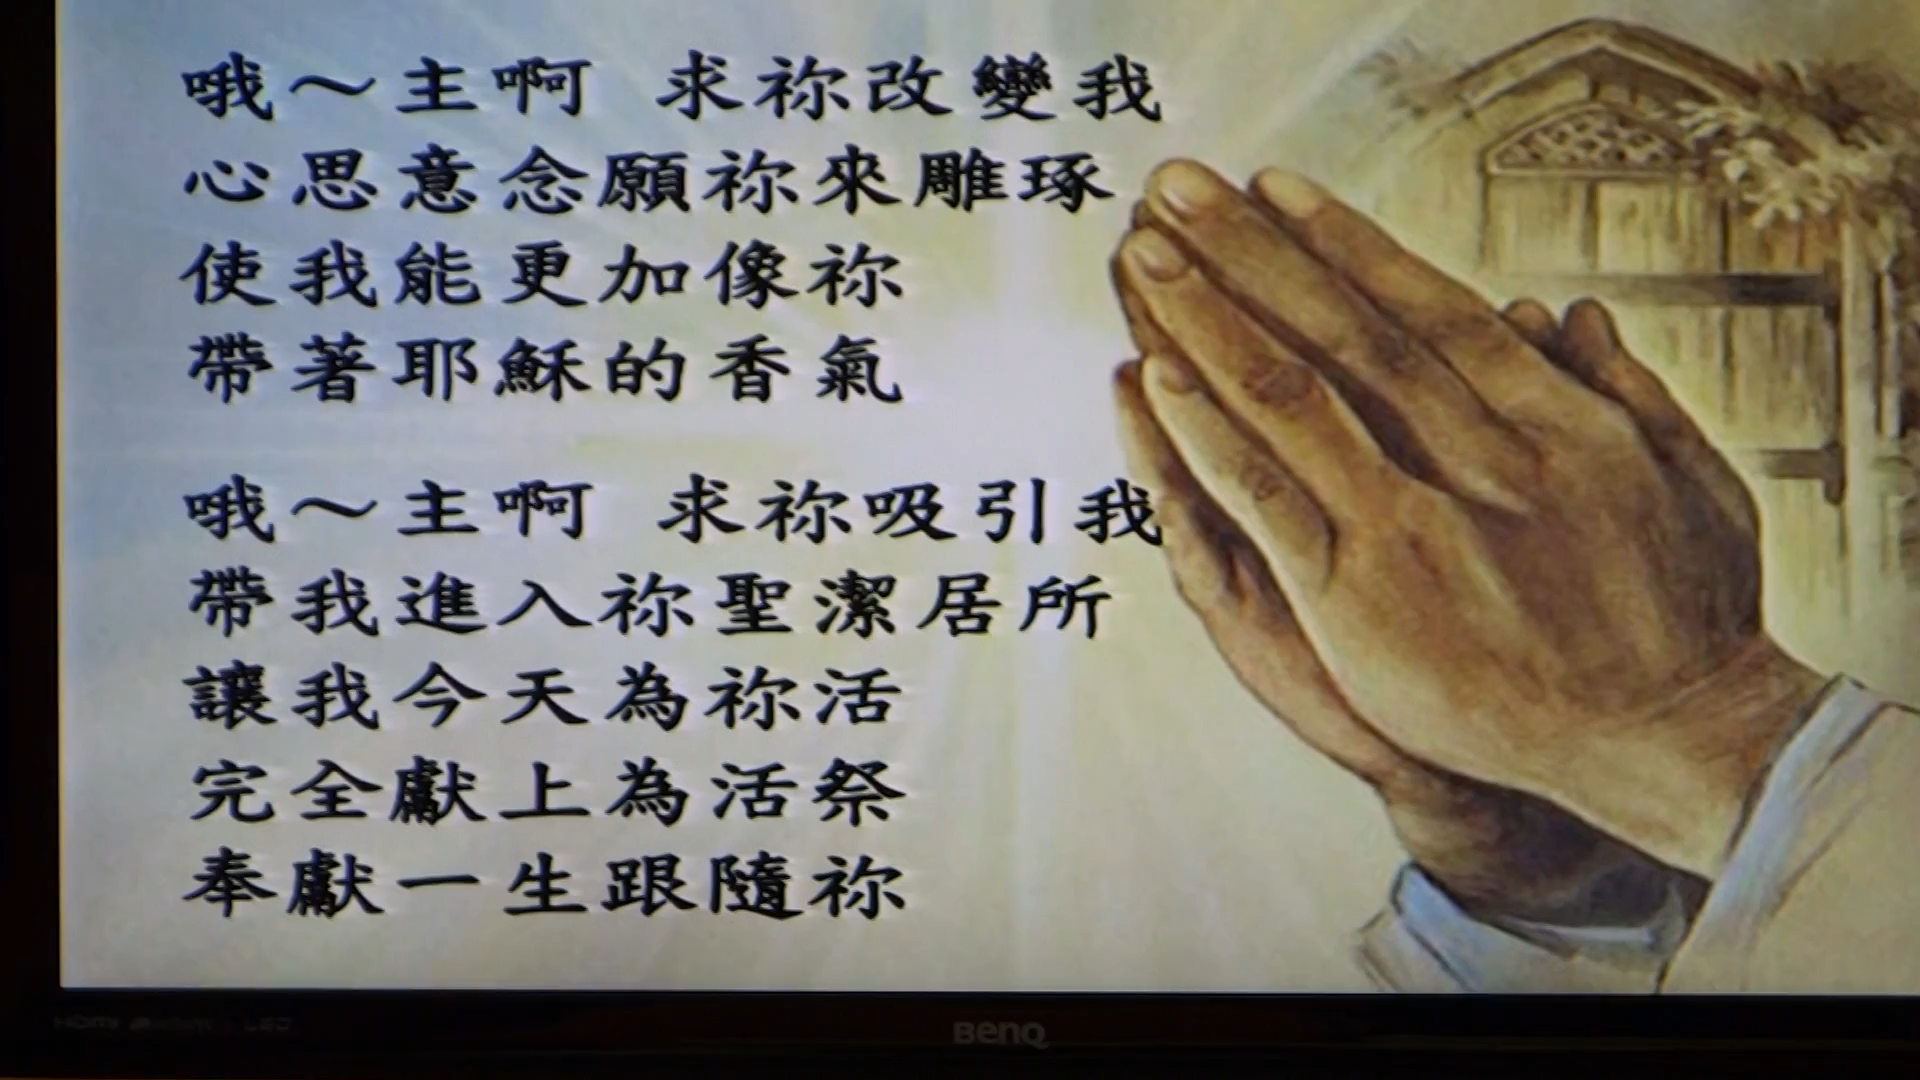 哦～主啊 求祢改變我
心思意念願祢來雕琢
使我能更加像祢
帶著耶穌的香氣
哦～主啊 求祢吸引我
帶我進入祢聖潔居所
讓我今天為祢活
完全獻上為活祭
奉獻一生跟隨祢
HDMI LED
BenQ